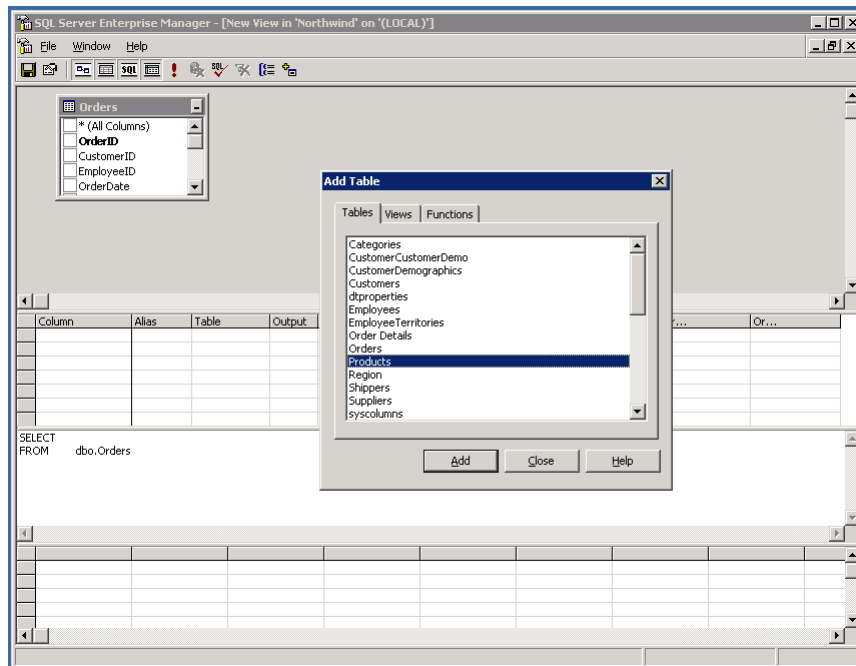 SQL Server Enterprise Manager - [New View in 'Northwind' on '(LOCAL)']
File Window Help
SQL SQL
Orders
* (All Columns)
OrderID
CustomerID
EmployeeID
OrderDate
Add Table
Tables Views Functions
Categories
CustomerCustomerDemo
CustomerDemographics
Customers
dtproperties
Employees
EmployeeTerritories
Order Details
Orders
Products
Region
Shippers
Suppliers
syscolumns
Add Close Help
Column Alias Table Output Or...
SELECT
FROM dbo.Orders